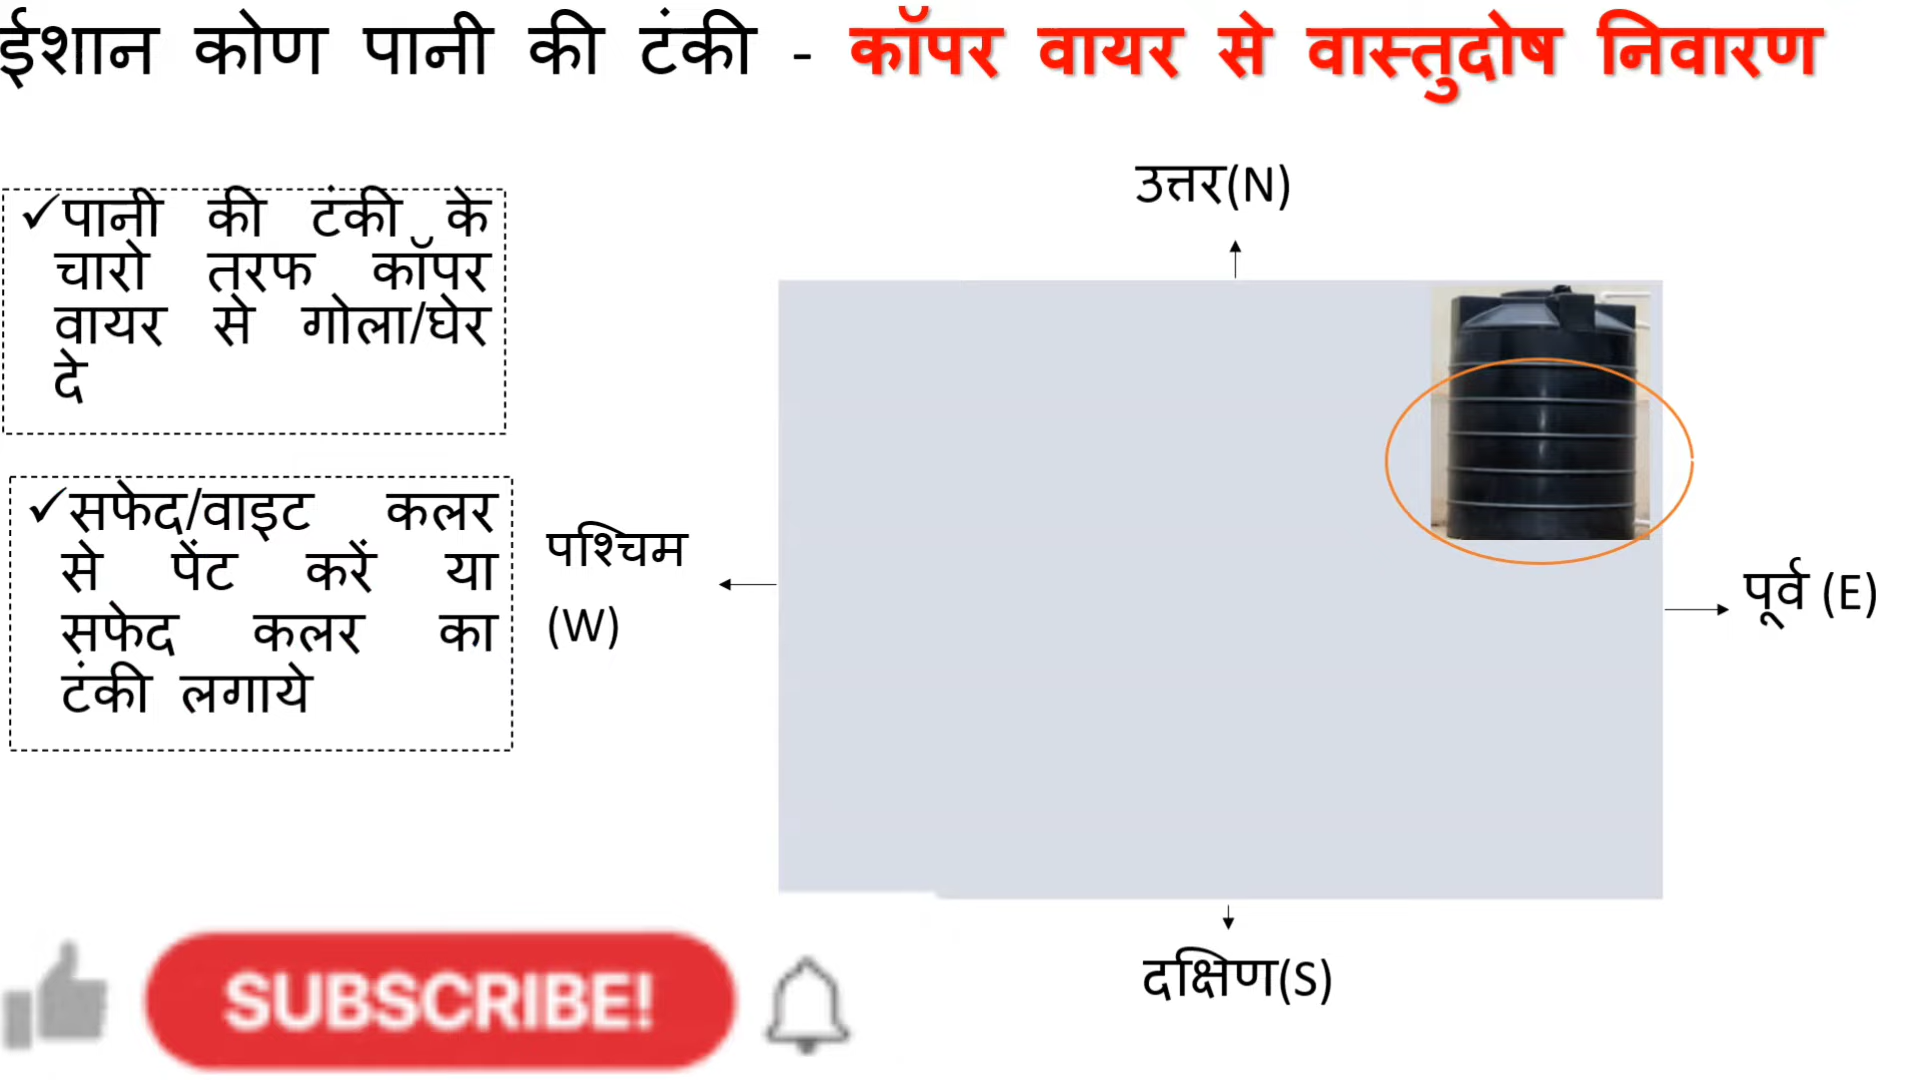 ईशान कोण पानी की टंकी - कॉपर वायर से वास्तुदोष निवारण
✓पानी की टंकी के
चारो तरफ कॉपर
वायर से गोला/घेर
दे
✓सफेद/वाइट कलर
से पेंट करें या
सफेद कलर का
टंकी लगाये
उत्तर(N)
पश्चिम
(W)
पूर्व (E)
दक्षिण(S)
SUBSCRIBE!